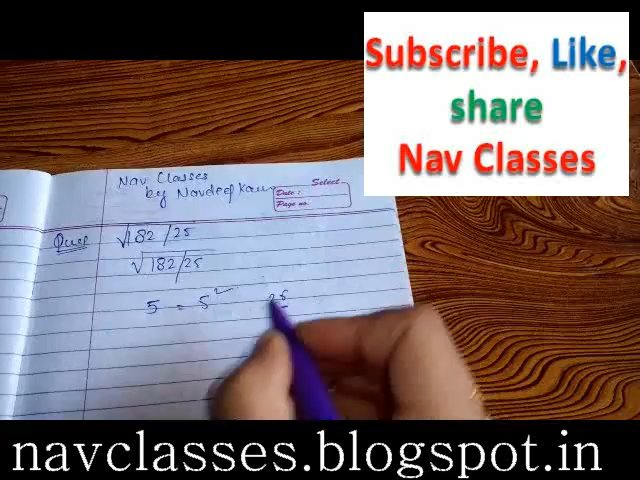 Subscribe, Like,
share
Nav Classes
Nav Classes
by Navdeep Kaur
Select
Date :
Page no.
Ques √182 / 25
√182/25
5 = 5²
25
navclasses.blogspot.in